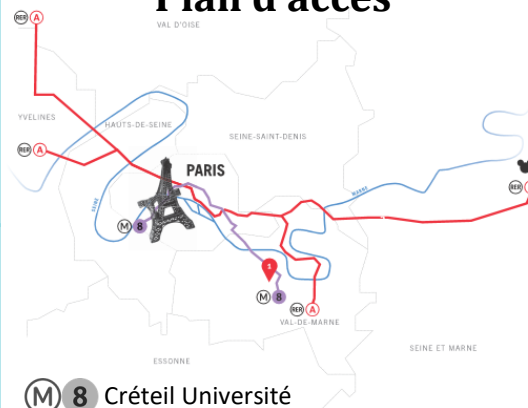 Plan d'accès
VAL D'OISE
RER A
YVELINES
HAUTS-DE-SEINE
SEINE-SAINT-DENIS
RER A
PARIS
MARNE
RER
SEINE
M 8
1
M 8
RER A
VAL-DE-MARNE
SEINE ET MARNE
ESSONNE
M 8 Créteil Université